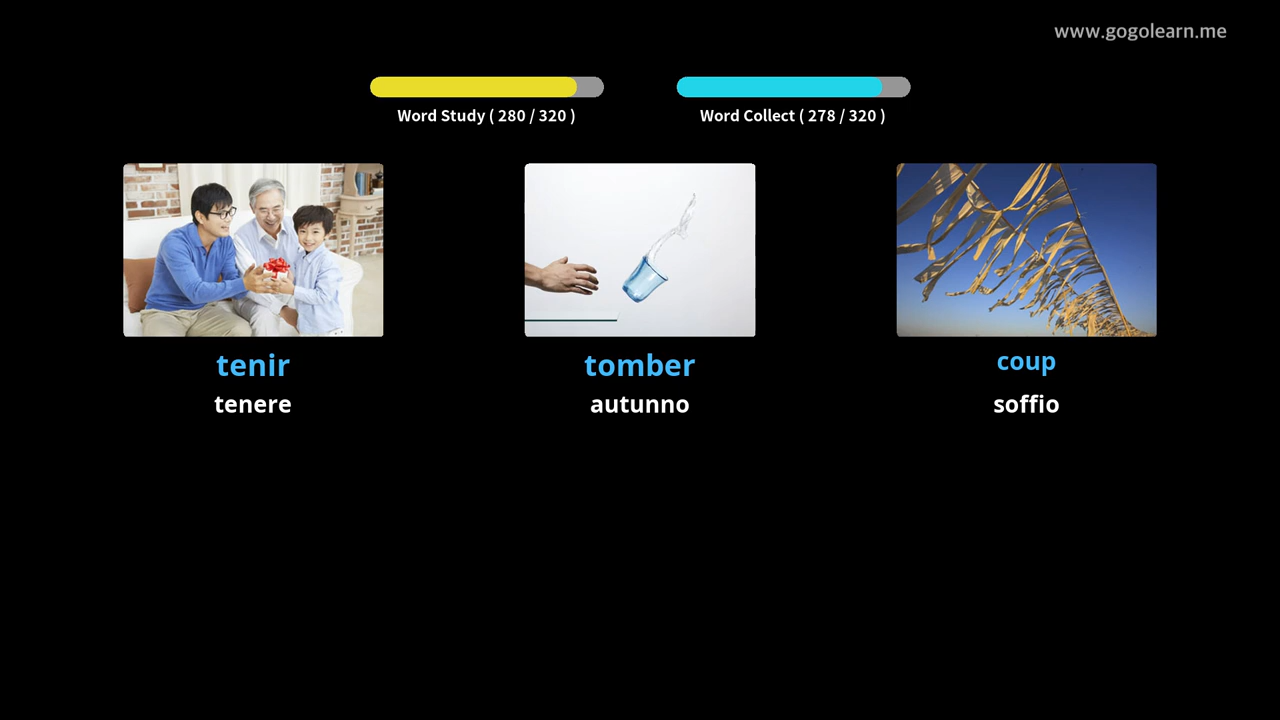 www.gogolearn.me
Word Study ( 280 / 320 )
Word Collect ( 278 / 320 )
tenir
tenere
tomber
autunno
coup
soffio